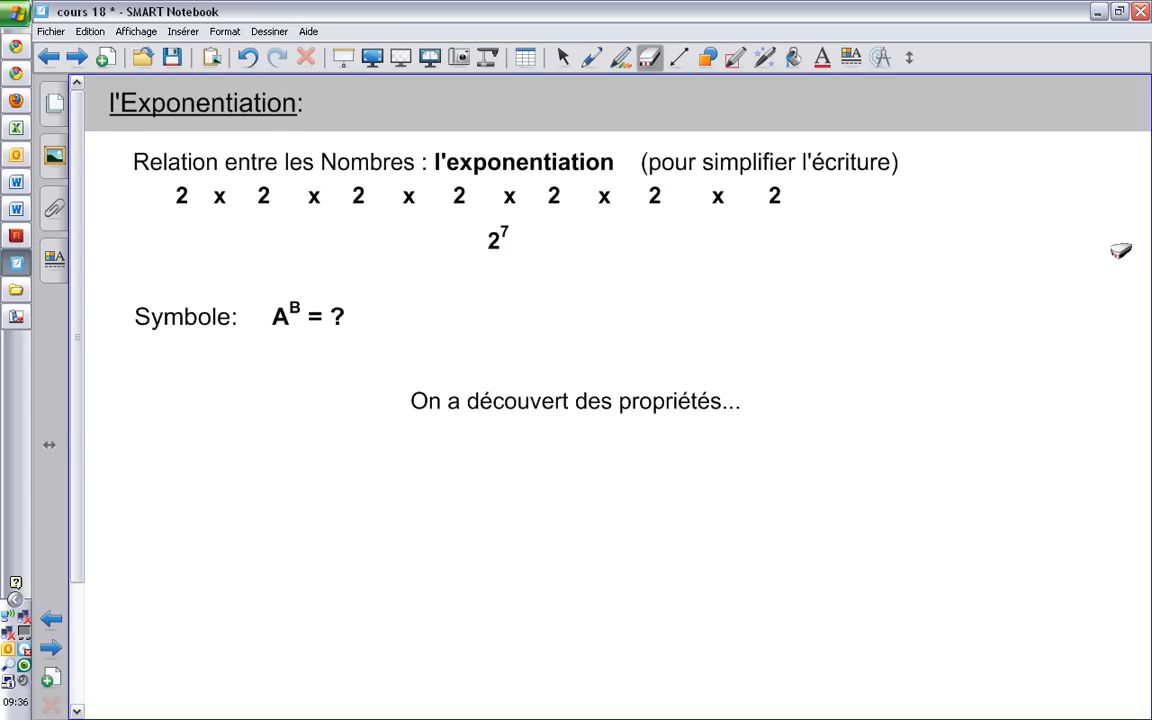 cours 18 * - SMART Notebook
Fichier Edition Affichage Insérer Format Dessiner Aide
l'Exponentiation:
Relation entre les Nombres : l'exponentiation (pour simplifier l'écriture)
2 x 2 x 2 x 2 x 2 x 2 x 2
2⁷
Symbole: Aᴮ = ?
On a découvert des propriétés...
09:36